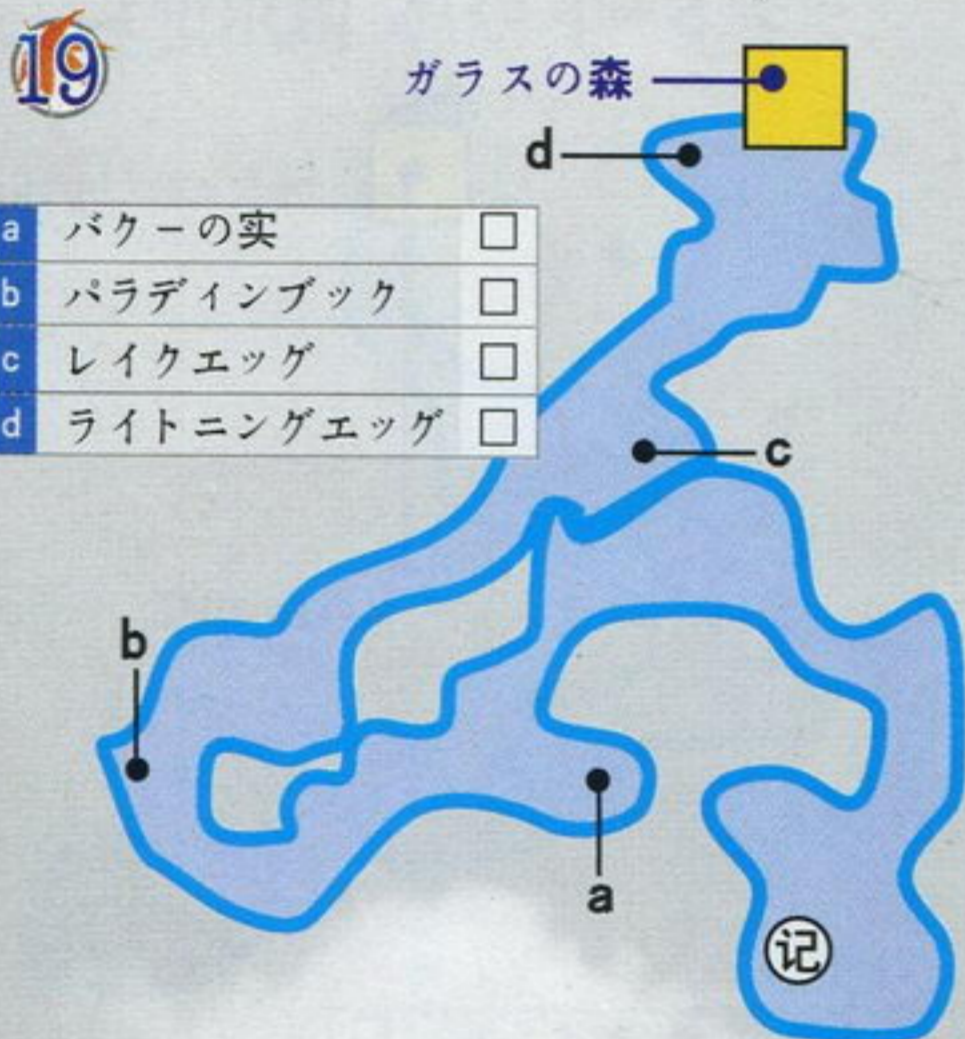 19
ガラスの森
d
a バクーの実 □
b パラディンブック □
c レイクエッグ □
d ライトニングエッグ □
c
b
a
记